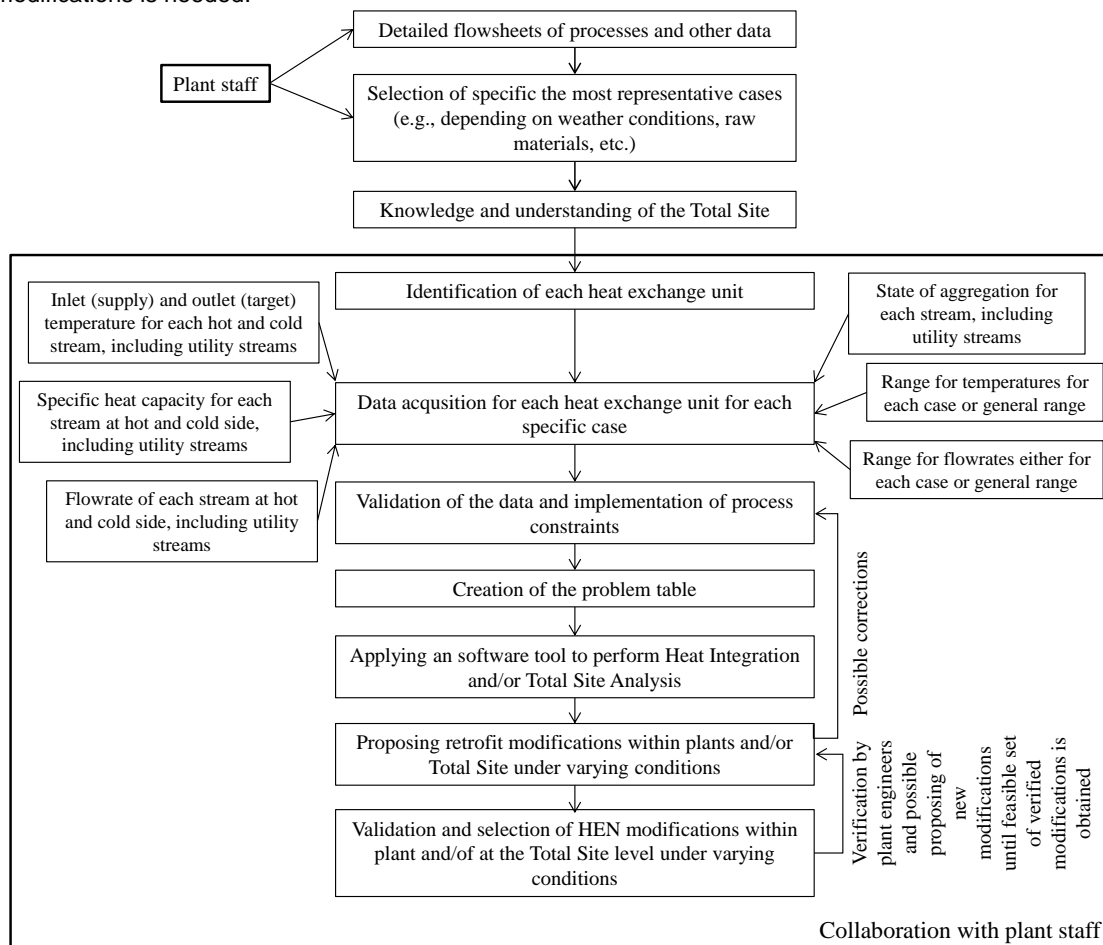 modifications is needed.
Detailed flowsheets of processes and other data
Plant staff
Selection of specific the most representative cases
(e.g., depending on weather conditions, raw
materials, etc.)
Knowledge and understanding of the Total Site
Identification of each heat exchange unit
Inlet (supply) and outlet (target)
temperature for each hot and cold
stream, including utility streams
State of aggregation for
each stream, including
utility streams
Specific heat capacity for each
stream at hot and cold side,
including utility streams
Data acqusition for each heat exchange unit for each
specific case
Range for temperatures for
each case or general range
Flowrate of each stream at hot
and cold side, including utility
streams
Range for flowrates either for
each case or general range
Validation of the data and implementation of process
constraints
Creation of the problem table
Applying an software tool to perform Heat Integration
and/or Total Site Analysis
Possible corrections
Proposing retrofit modifications within plants and/or
Total Site under varying conditions
Validation and selection of HEN modifications within
plant and/of at the Total Site level under varying
conditions
Verification by
plant engineers
and possible
proposing of
new
modifications
until feasible set
of verified
modifications is
obtained
Collaboration with plant staff